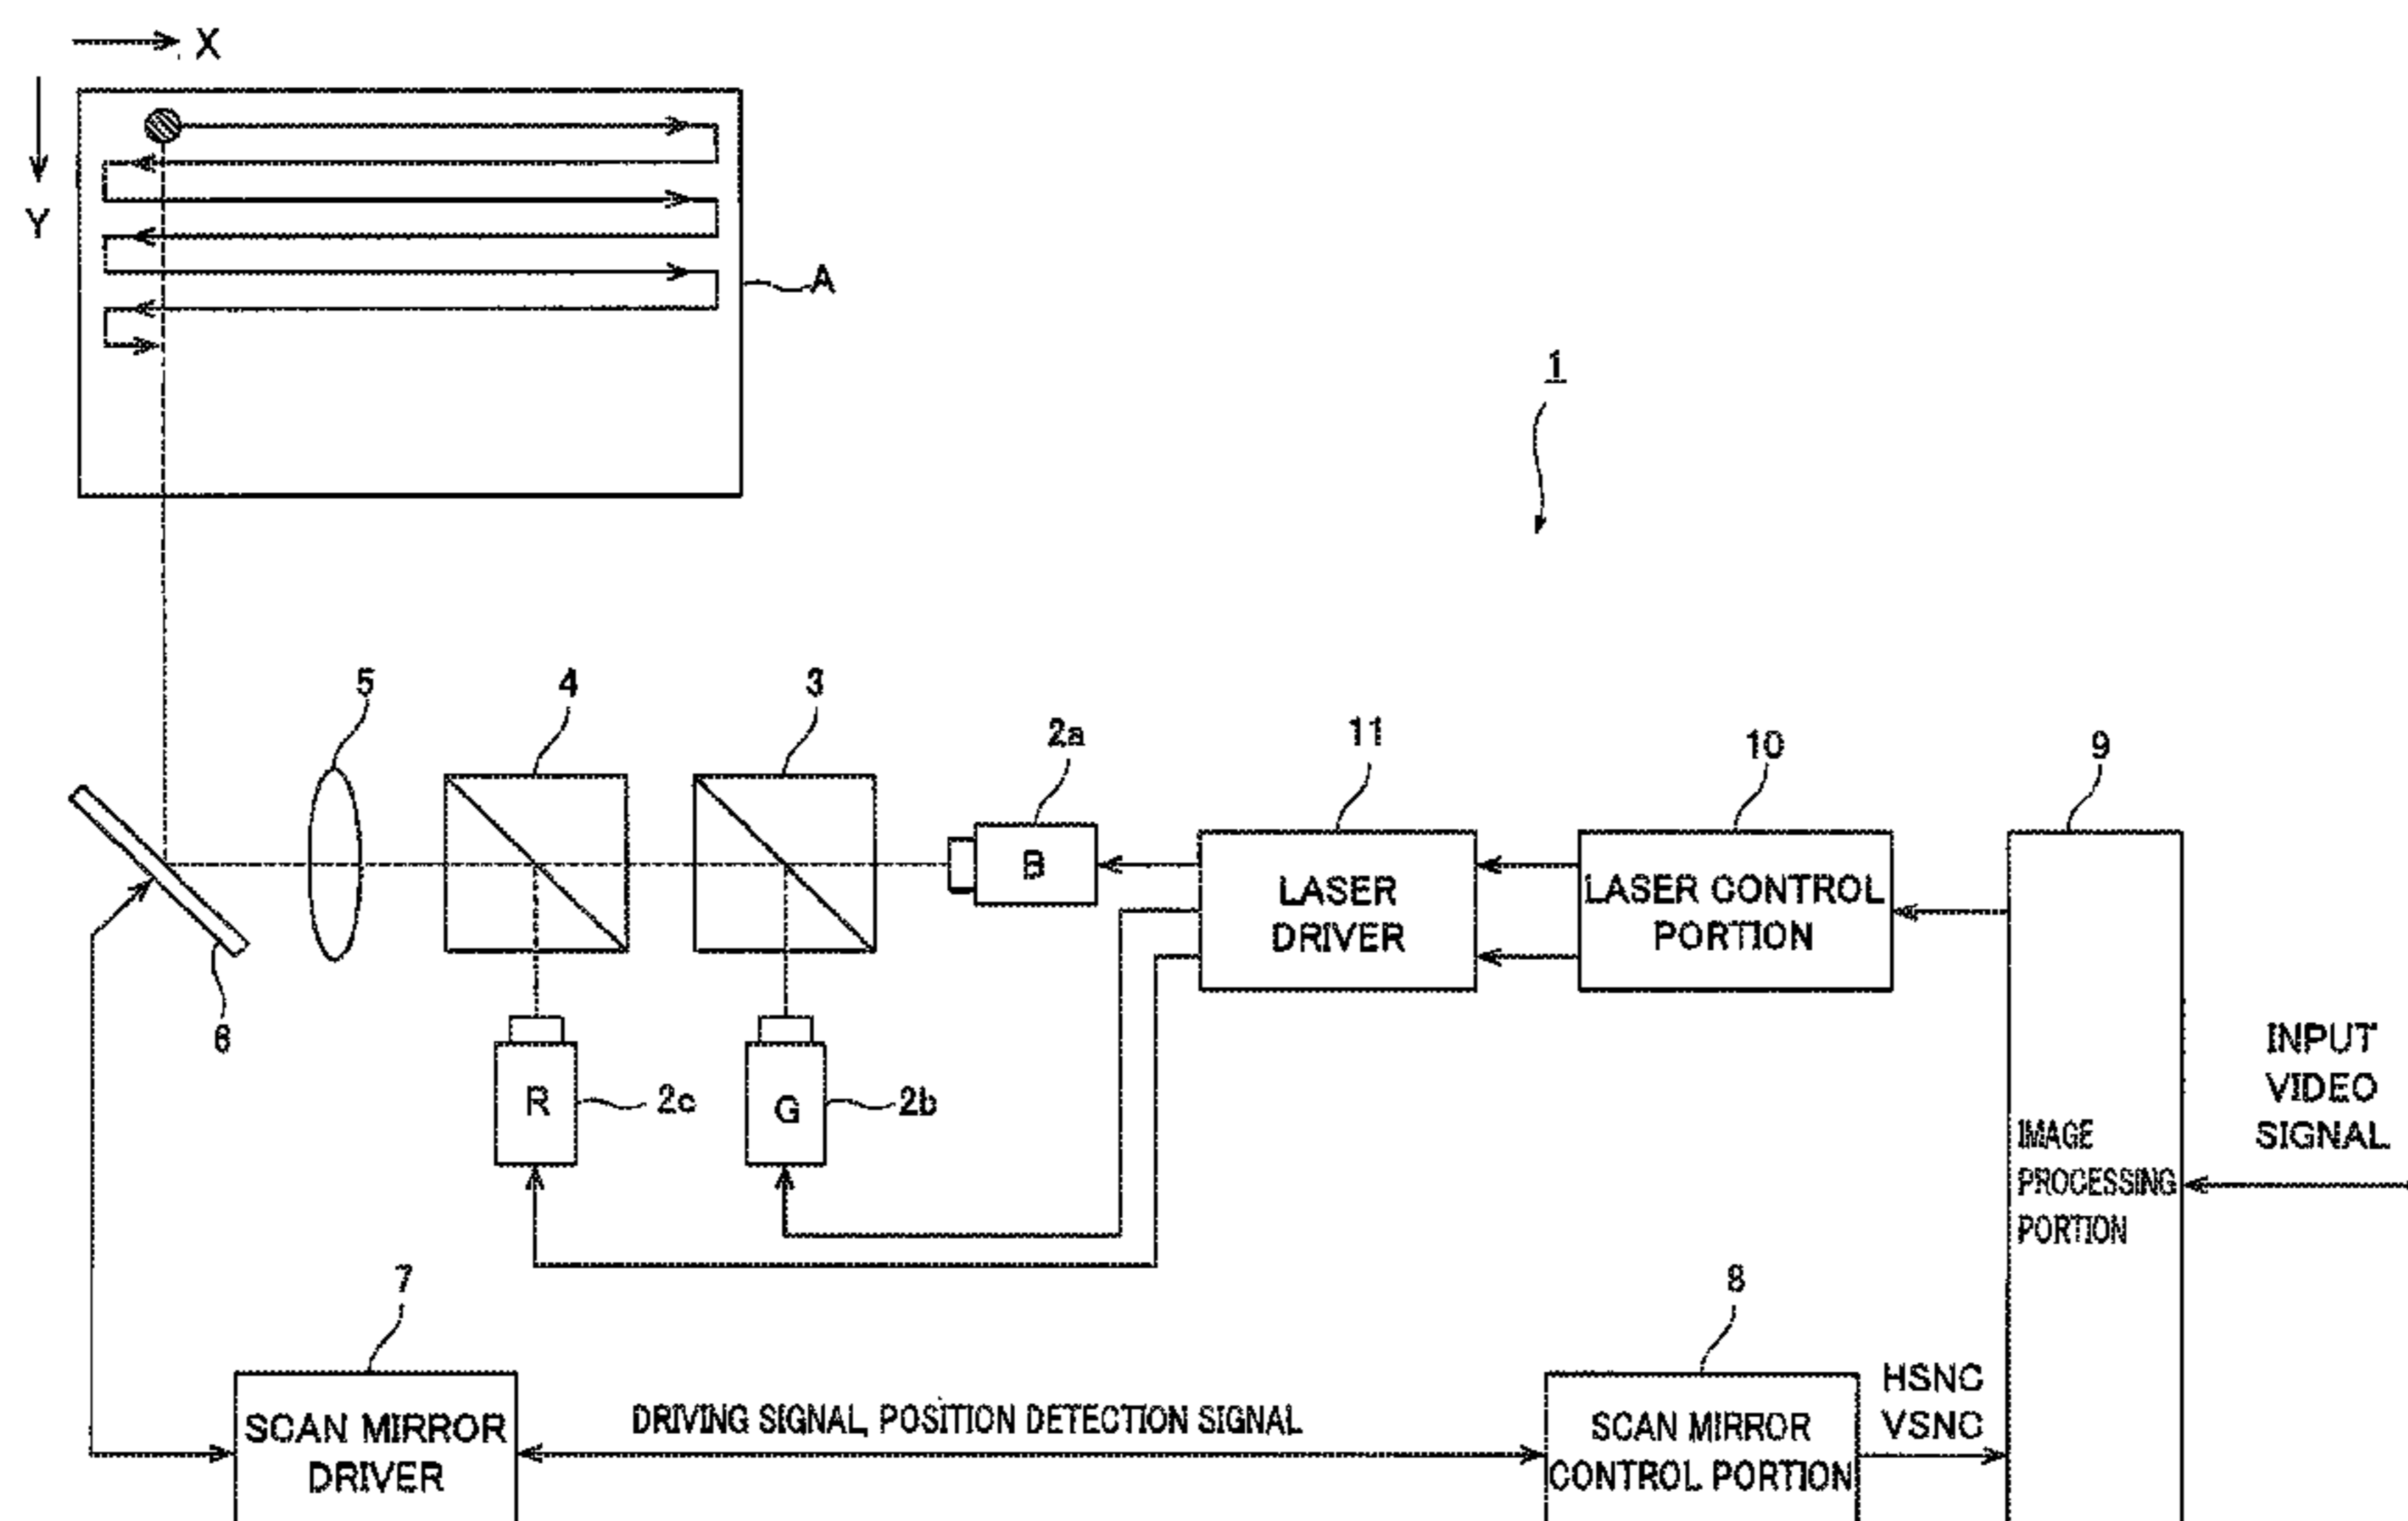 X
Y
A
1
5
4
3
2a
11
10
9
B
LASER
DRIVER
LASER CONTROL
PORTION
6
R
2c
G
2b
INPUT
VIDEO
SIGNAL
IMAGE
PROCESSING
PORTION
7
8
SCAN MIRROR
DRIVER
DRIVING SIGNAL, POSITION DETECTION SIGNAL
SCAN MIRROR
CONTROL PORTION
HSNC
VSNC